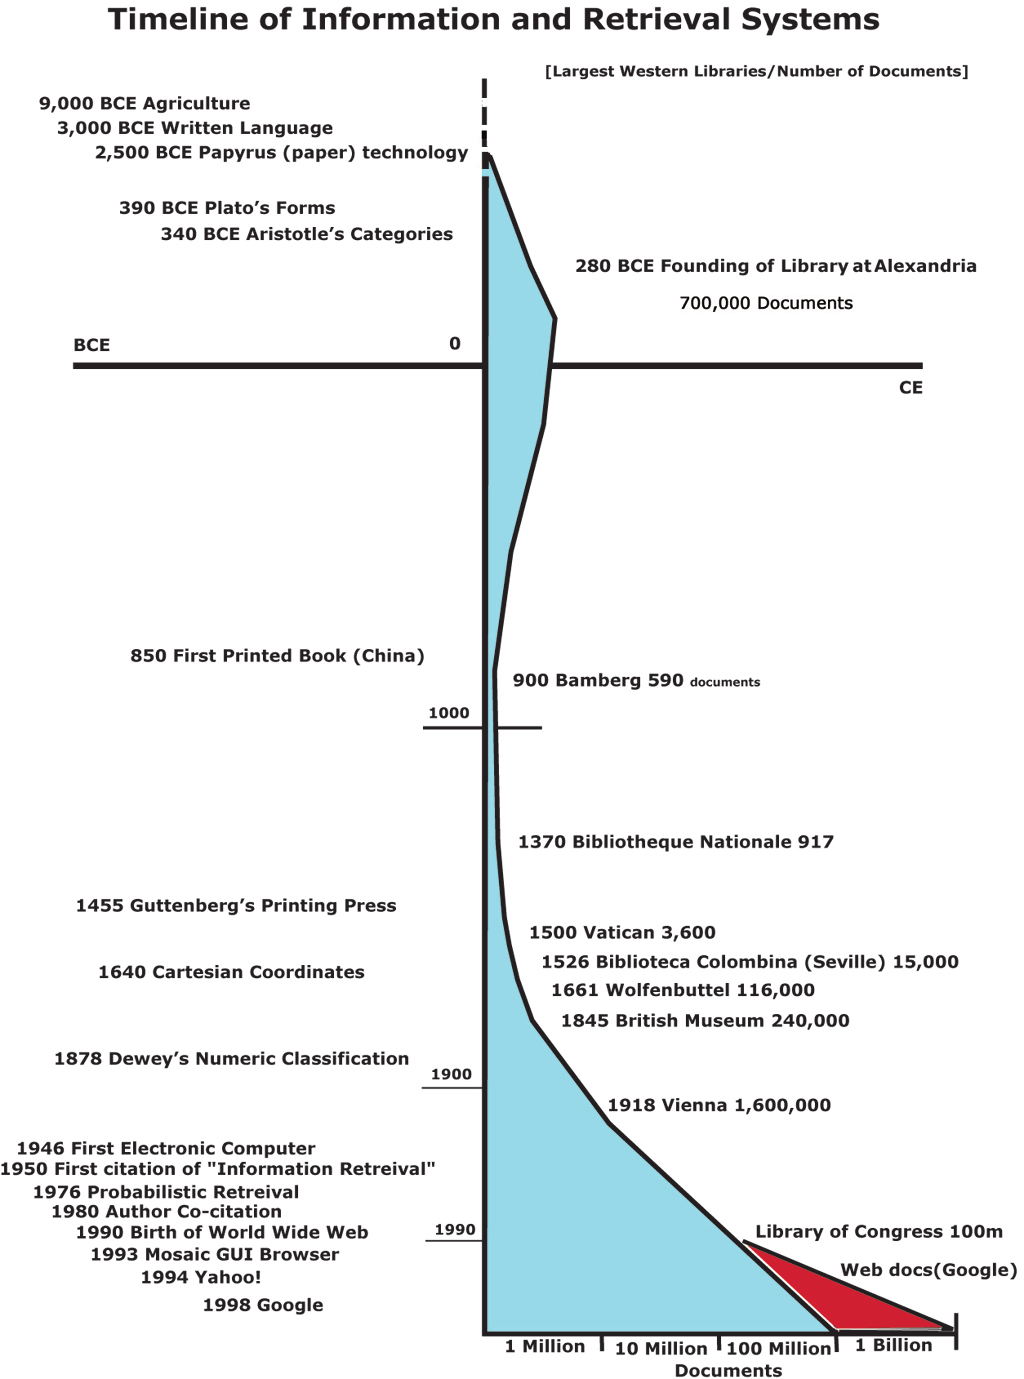 Timeline of Information and Retrieval Systems
[Largest Western Libraries/Number of Documents]
9,000 BCE Agriculture
3,000 BCE Written Language
2,500 BCE Papyrus (paper) technology
390 BCE Plato's Forms
340 BCE Aristotle's Categories
280 BCE Founding of Library at Alexandria
700,000 Documents
BCE
0
CE
850 First Printed Book (China)
900 Bamberg 590 documents
1000
1370 Bibliotheque Nationale 917
1455 Guttenberg's Printing Press
1500 Vatican 3,600
1526 Biblioteca Colombina (Seville) 15,000
1640 Cartesian Coordinates
1661 Wolfenbuttel 116,000
1845 British Museum 240,000
1878 Dewey's Numeric Classification
1900
1918 Vienna 1,600,000
1946 First Electronic Computer
1950 First citation of "Information Retreival"
1976 Probabilistic Retreival
1980 Author Co-citation
1990 Birth of World Wide Web
1990
Library of Congress 100m
1993 Mosaic GUI Browser
Web docs(Google)
1994 Yahoo!
1998 Google
1 Million
10 Million
100 Million
1 Billion
Documents